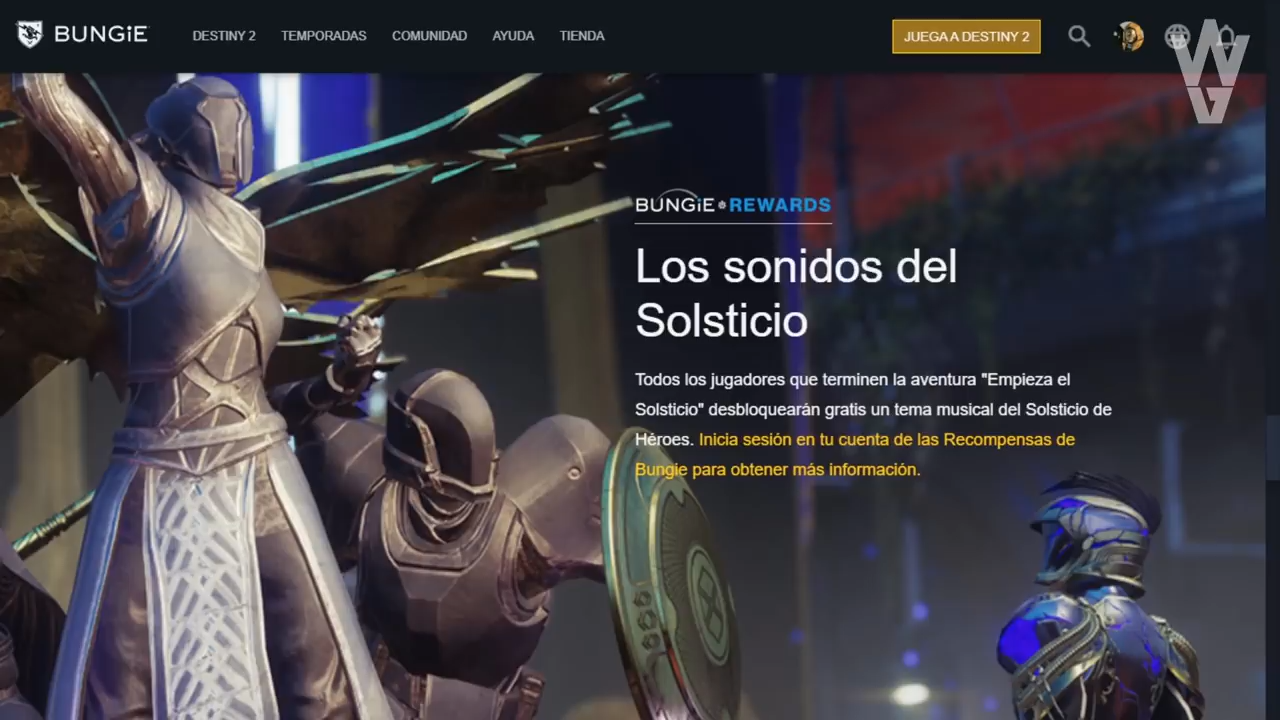 BUNGiE
DESTINY 2 TEMPORADAS COMUNIDAD AYUDA TIENDA
JUEGA A DESTINY 2
WG
BUNGiE REWARDS
Los sonidos del
Solsticio
Todos los jugadores que terminen la aventura "Empieza el
Solsticio" desbloquearán gratis un tema musical del Solsticio de
Héroes. Inicia sesión en tu cuenta de las Recompensas de
Bungie para obtener más información.